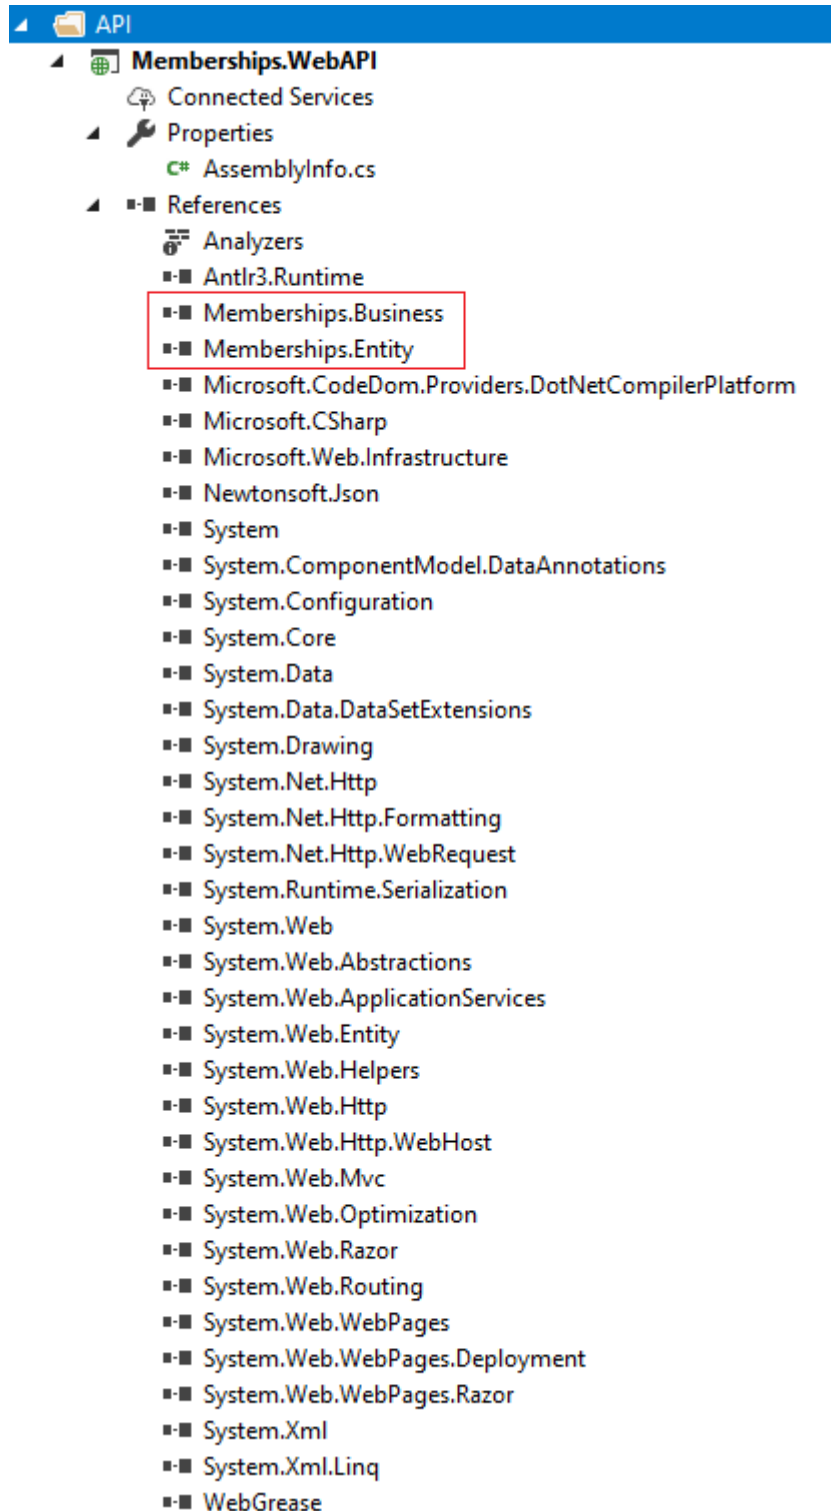 API
Memberships.WebAPI
Connected Services
Properties
C# AssemblyInfo.cs
References
Analyzers
Antlr3.Runtime
Memberships.Business
Memberships.Entity
Microsoft.CodeDom.Providers.DotNetCompilerPlatform
Microsoft.CSharp
Microsoft.Web.Infrastructure
Newtonsoft.Json
System
System.ComponentModel.DataAnnotations
System.Configuration
System.Core
System.Data
System.Data.DataSetExtensions
System.Drawing
System.Net.Http
System.Net.Http.Formatting
System.Net.Http.WebRequest
System.Runtime.Serialization
System.Web
System.Web.Abstractions
System.Web.ApplicationServices
System.Web.Entity
System.Web.Helpers
System.Web.Http
System.Web.Http.WebHost
System.Web.Mvc
System.Web.Optimization
System.Web.Razor
System.Web.Routing
System.Web.WebPages
System.Web.WebPages.Deployment
System.Web.WebPages.Razor
System.Xml
System.Xml.Linq
WebGrease